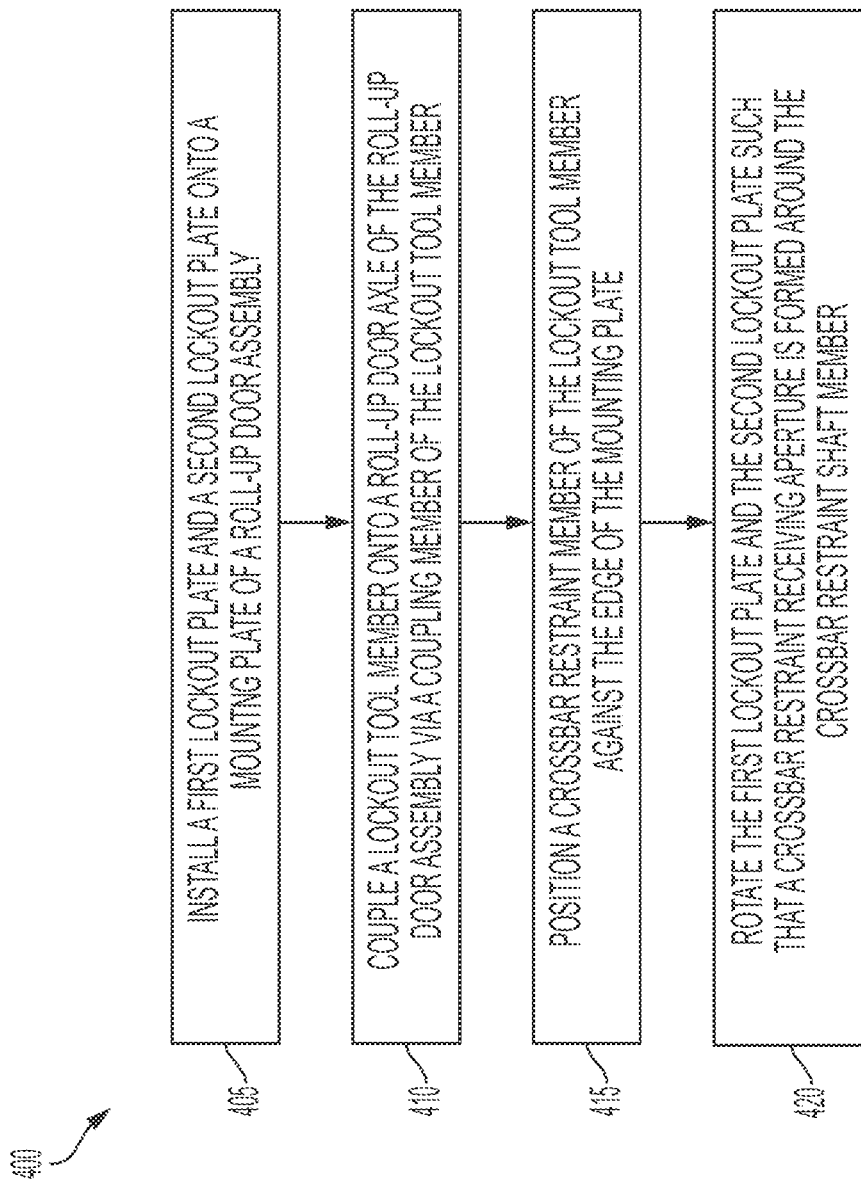 400
405
INSTALL A FIRST LOCKOUT PLATE AND A SECOND LOCKOUT PLATE ONTO A
MOUNTNG PLATE OF A ROLL-UP DOOR ASSEMBLY
410
COUPLE A LOCKOUT TOOL MEMBER ONTO A ROLL-UP DOOR AXLE OF THE ROLL-UP
DOOR ASSEMBLY VIA A COUPLING MEMBER OF THE LOCKOUT TOOL MEMBER
415
POSITION A CROSSBAR RESTRAINT MEMBER OF THE LOCKOUT TOOL MEMBER
AGAINST THE EDGE OF THE MOUNTING PLATE
420
ROTATE THE FIRST LOCKOUT PLATE AND THE SECOND LOCKOUT PLATE SUCH
THAT A CROSSBAR RESTRAINT RECEIVING APERTURE IS FORMED AROUND THE
CROSSBAR RESTRAINT SHAFT MEMBER